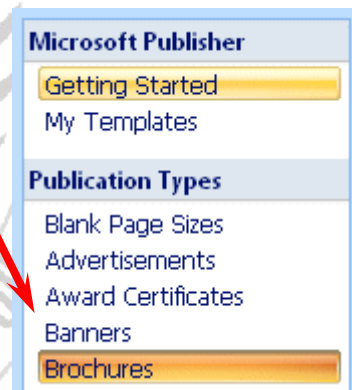 Microsoft Publisher
Getting Started
My Templates
Publication Types
Blank Page Sizes
Advertisements
Award Certificates
Banners
Brochures